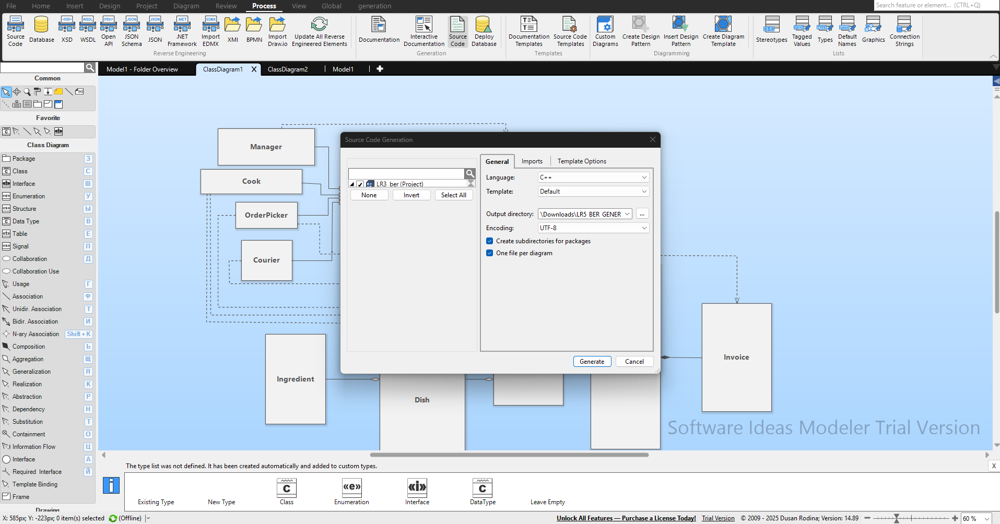 File Home Insert Design Project Diagram Review Process View Global generation
Search feature or element... (CTRL+Q)
Source Code
Database
XSD
WSDL
Open API
JSON Schema
JSON
.NET Framework
Import EDMX
XMI
BPMN
Import Draw.io
Update All Reverse Engineered Elements
Reverse Engineering
Documentation
Interactive Documentation
Source Code
Deploy Database
Generation
Documentation Templates
Source Code Templates
Templates
Custom Diagrams
Create Design Pattern
Insert Design Pattern
Create Diagram Template
Diagramming
Stereotypes
Tagged Values
Types
Default Names
Graphics
Connection Strings
Lists
Model1 - Folder Overview
ClassDiagram1 X
ClassDiagram2
Model1
Common
Favorite
Class Diagram
Package 3
Class C
Interface Ш
Enumeration У
Structure Ы
Data Type В
Table Е
Signal П
Collaboration Д
Collaboration Use
Usage Г
Association Ф
Unidir. Association Т
Bidir. Association И
N-ary Association Shift+K
Composition Ь
Aggregation Щ
Generalization Я
Realization К
Abstraction Р
Dependency Н
Substitution Т
Containment О
Information Flow Ц
Interface А
Required Interface Й
Template Binding
Frame
Drawing
Manager
Cook
OrderPicker
Courier
Ingredient
Dish
Invoice
Software Ideas Modeler Trial Version
Source Code Generation
LR3_ber (Project)
None Invert Select All
General Imports Template Options
Language: C++
Template: Default
Output directory: \Downloads\LR5_BER_GENER ...
Encoding: UTF-8
Create subdirectories for packages
One file per diagram
Generate Cancel
The type list was not defined. It has been created automatically and added to custom types.
X
i
Existing Type
New Type
C
Class
«e»
Enumeration
«i»
Interface
C
DataType
Leave Empty
X: 585px; Y: -223px; 0 item(s) selected (Offline)
Unlock All Features — Purchase a License Today! Trial Version © 2009 - 2025 Dusan Rodina; Version: 14.89
60 %